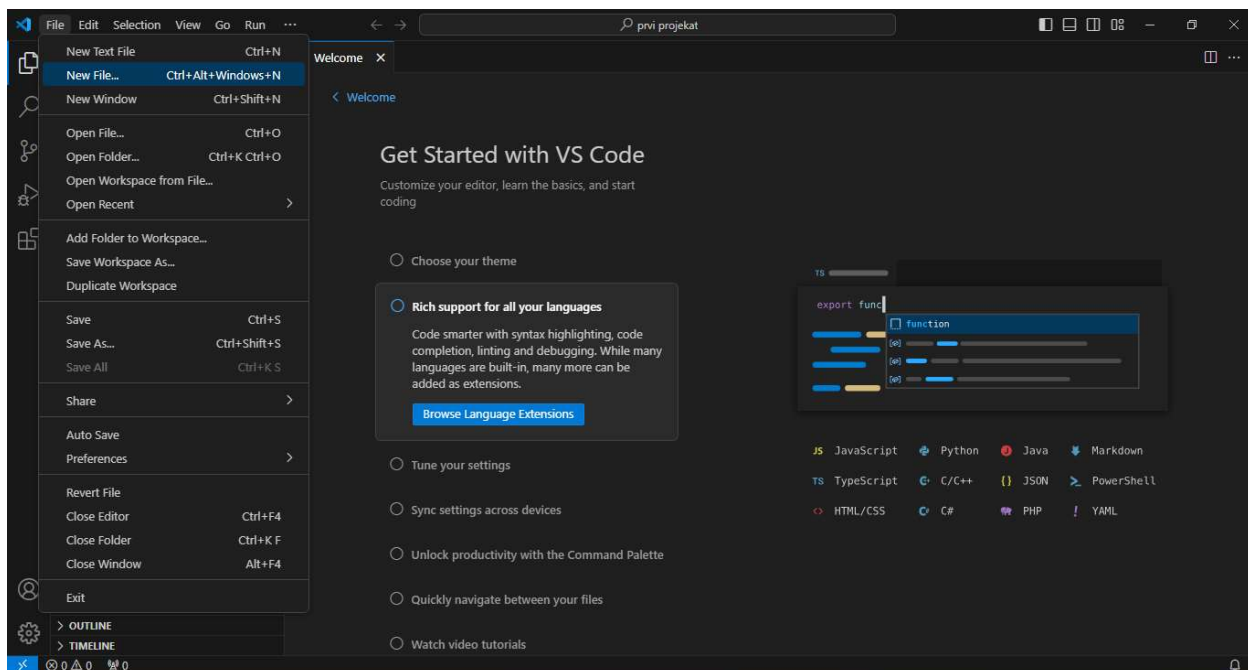 File Edit Selection View Go Run ··· prvi projekat
New Text File Ctrl+N
New File... Ctrl+Alt+Windows+N
New Window Ctrl+Shift+N
Open File... Ctrl+O
Open Folder... Ctrl+K Ctrl+O
Open Workspace from File...
Open Recent
Add Folder to Workspace...
Save Workspace As...
Duplicate Workspace
Save Ctrl+S
Save As... Ctrl+Shift+S
Save All Ctrl+K S
Share
Auto Save
Preferences
Revert File
Close Editor Ctrl+F4
Close Folder Ctrl+K F
Close Window Alt+F4
Exit
OUTLINE
TIMELINE
Welcome
Welcome
Get Started with VS Code
Customize your editor, learn the basics, and start
coding
Choose your theme
Rich support for all your languages
Code smarter with syntax highlighting, code
completion, linting and debugging. While many
languages are built-in, many more can be
added as extensions.
Browse Language Extensions
Tune your settings
Sync settings across devices
Unlock productivity with the Command Palette
Quickly navigate between your files
Watch video tutorials
TS
export func
function
JS JavaScript Python J Java Markdown
TS TypeScript C/C++ {} JSON PowerShell
<> HTML/CSS C# PHP ! YAML
0 0 0